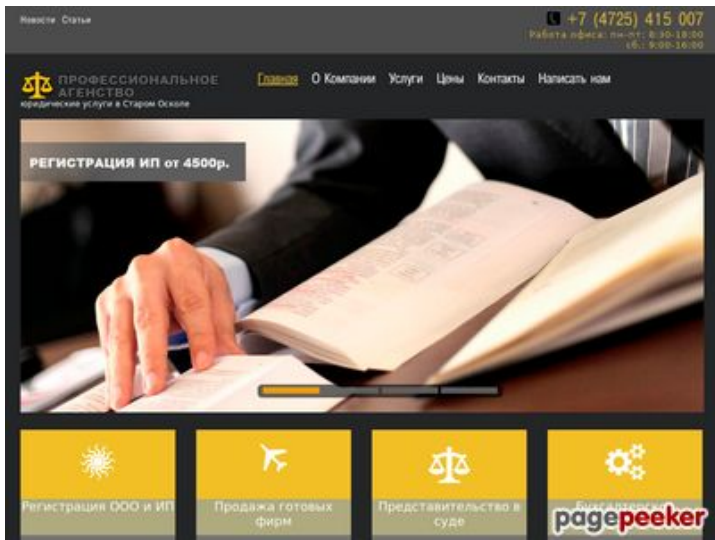 Новости Статьи
+7 (4725) 415 007
Работа офиса: пн-пт: 8:30-18:00
сб.: 9:00-16:00
ПРОФЕССИОНАЛЬНОЕ
АГЕНСТВО
юридические услуги в Старом Осколе
Главная О Компании Услуги Цены Контакты Написать нам
РЕГИСТРАЦИЯ ИП от 4500р.
Регистрация ООО и ИП
Продажа готовых
фирм
Представительство в
суде
pagepeeker